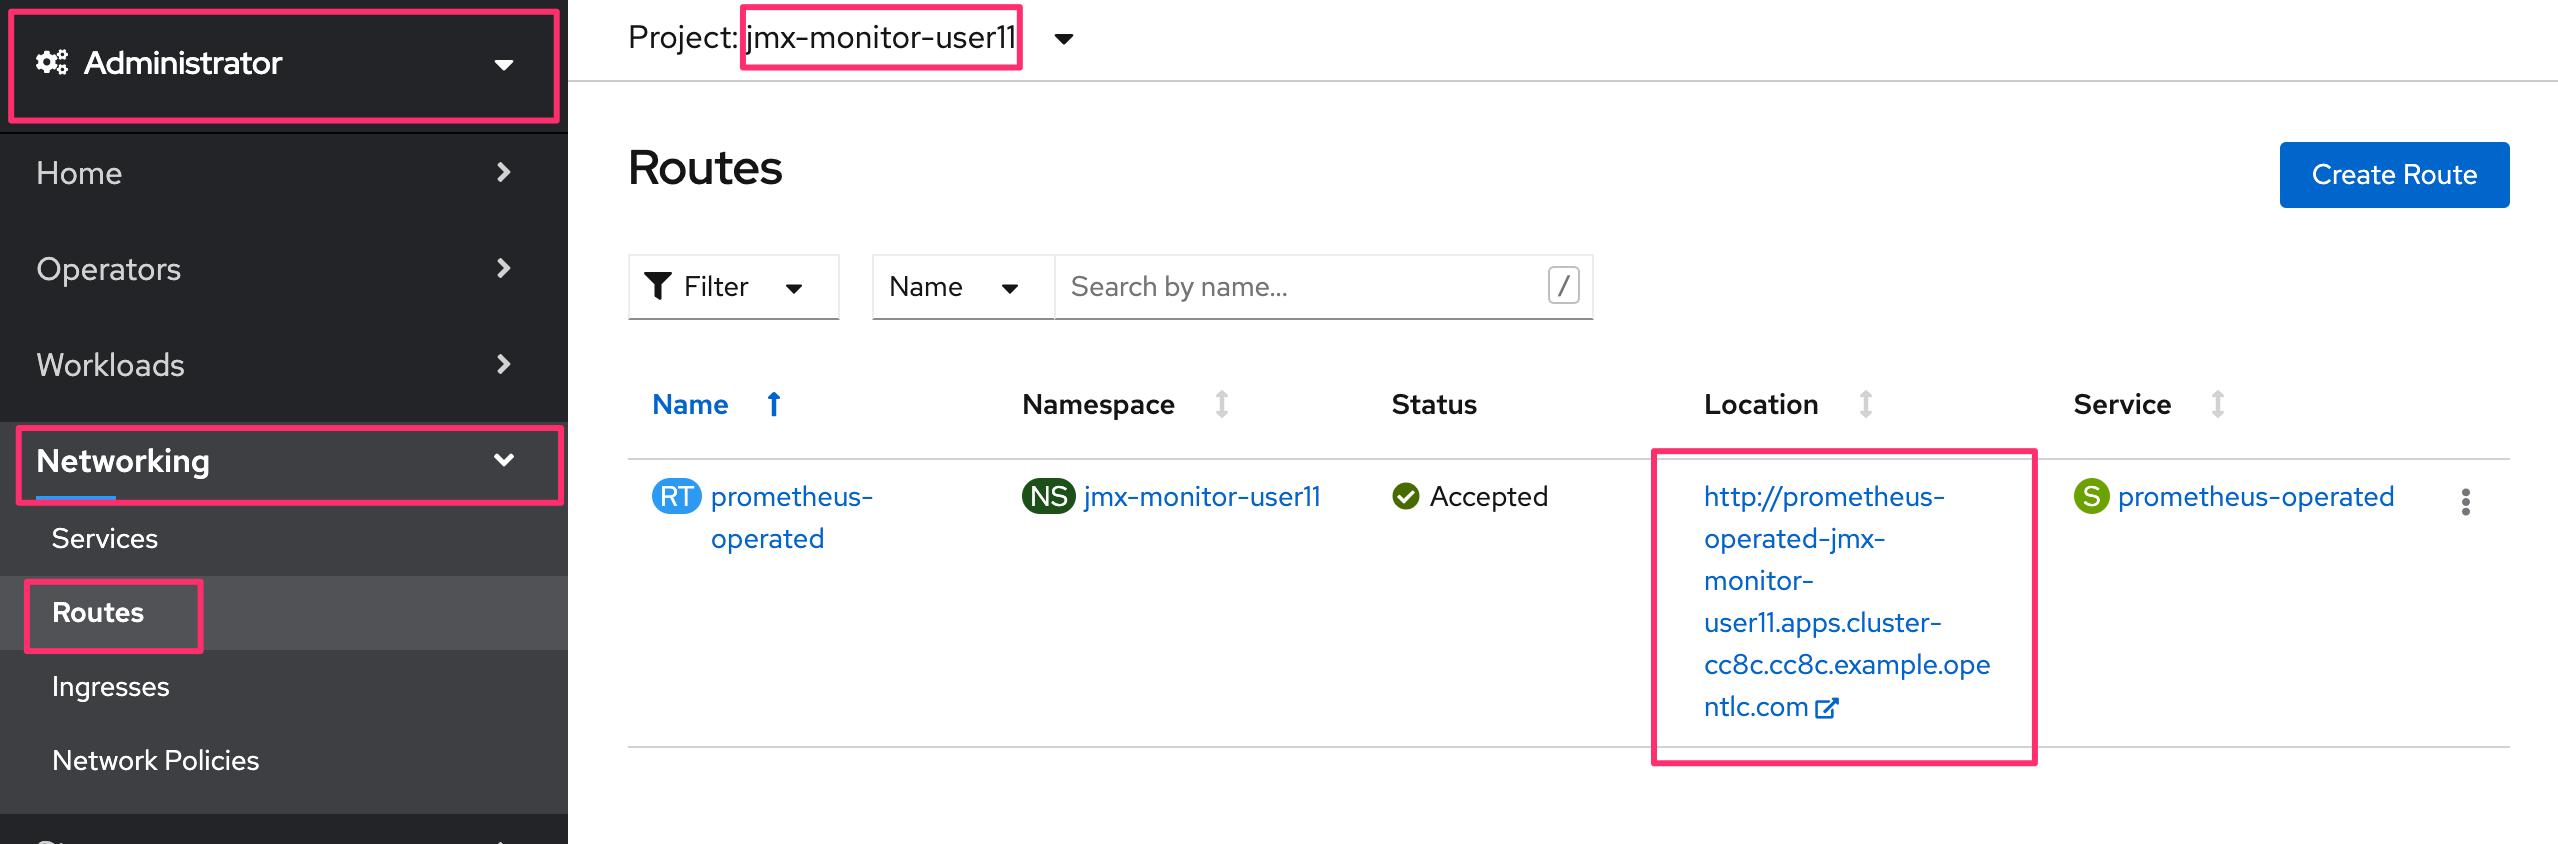 Administrator
Home
Operators
Workloads
Networking
Services
Routes
Ingresses
Network Policies
Project: jmx-monitor-user11
Routes
Create Route
Filter
Name
Search by name...
/
Name Namespace Status Location Service
RT prometheus-
operated
NS jmx-monitor-user11
Accepted
http://prometheus-
operated-jmx-
monitor-
user11.apps.cluster-
cc8c.cc8c.example.ope
ntlc.com
S prometheus-operated